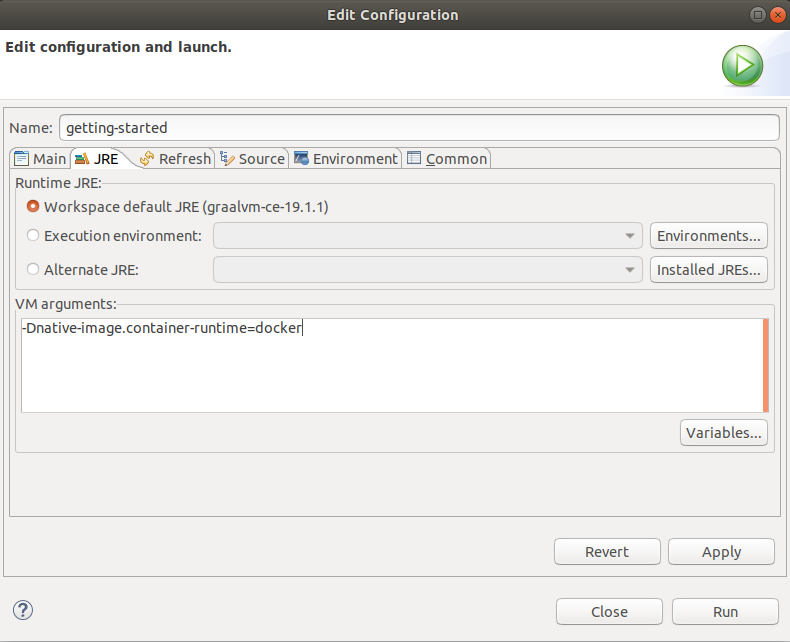 Edit Configuration
Edit configuration and launch.
Name: getting-started
Main JRE Refresh Source Environment Common
Runtime JRE:
Workspace default JRE (graalvm-ce-19.1.1)
Execution environment: Environments...
Alternate JRE: Installed JREs...
VM arguments:
-Dnative-image.container-runtime=docker
Variables...
Revert Apply
? Close Run